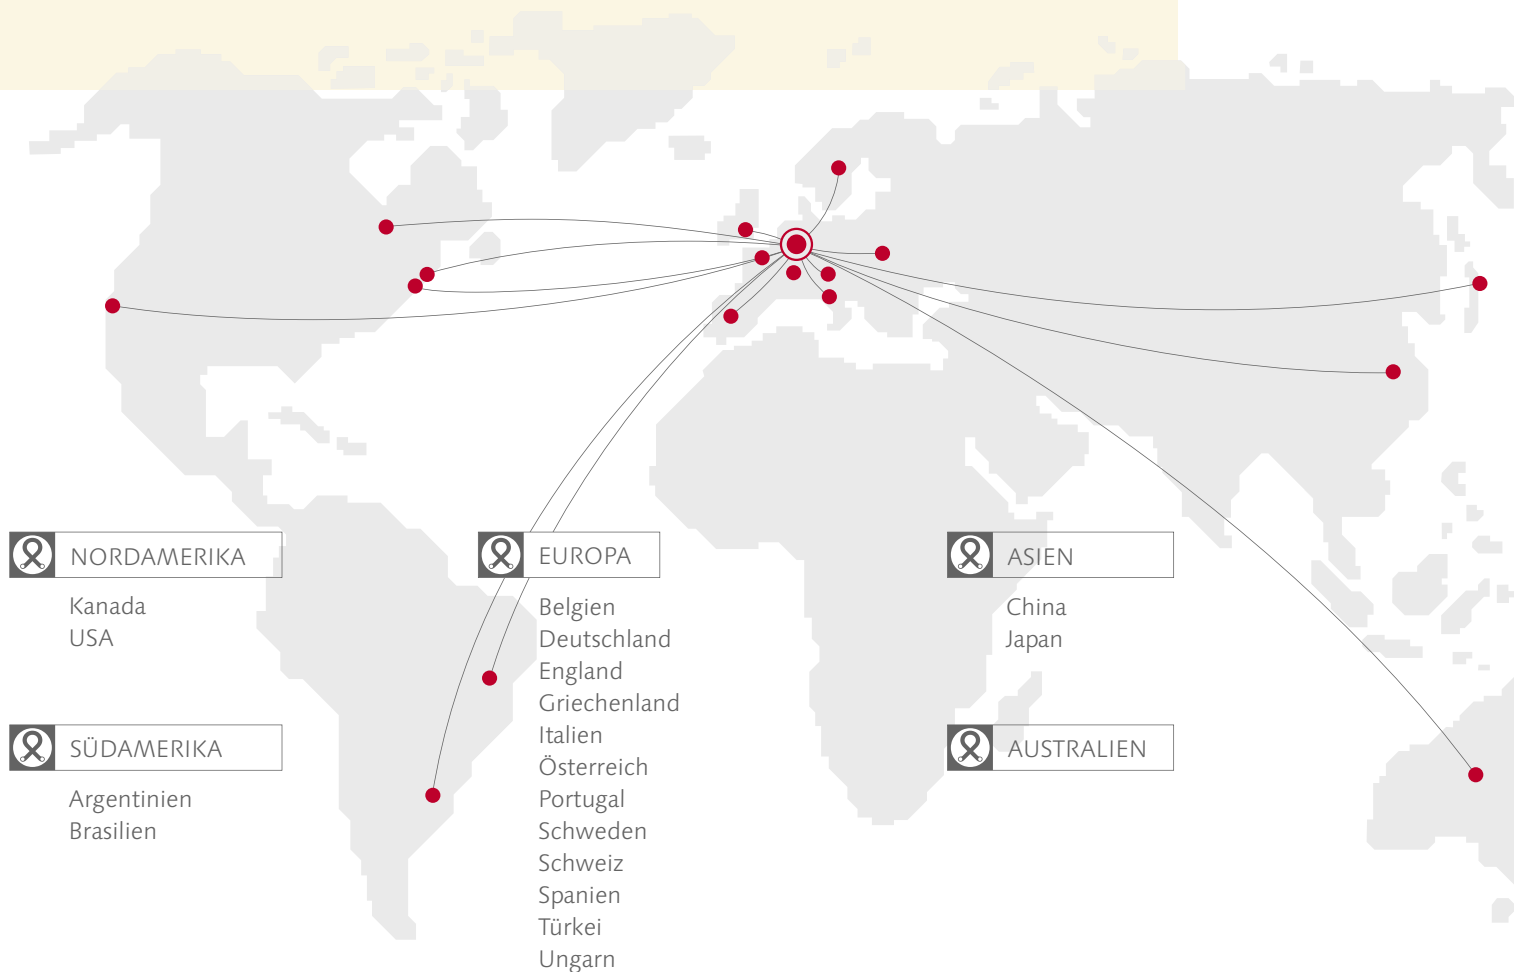 NORDAMERIKA
Kanada
USA
SÜDAMERIKA
Argentinien
Brasilien
EUROPA
Belgien
Deutschland
England
Griechenland
Italien
Österreich
Portugal
Schweden
Schweiz
Spanien
Türkei
Ungarn
ASIEN
China
Japan
AUSTRALIEN